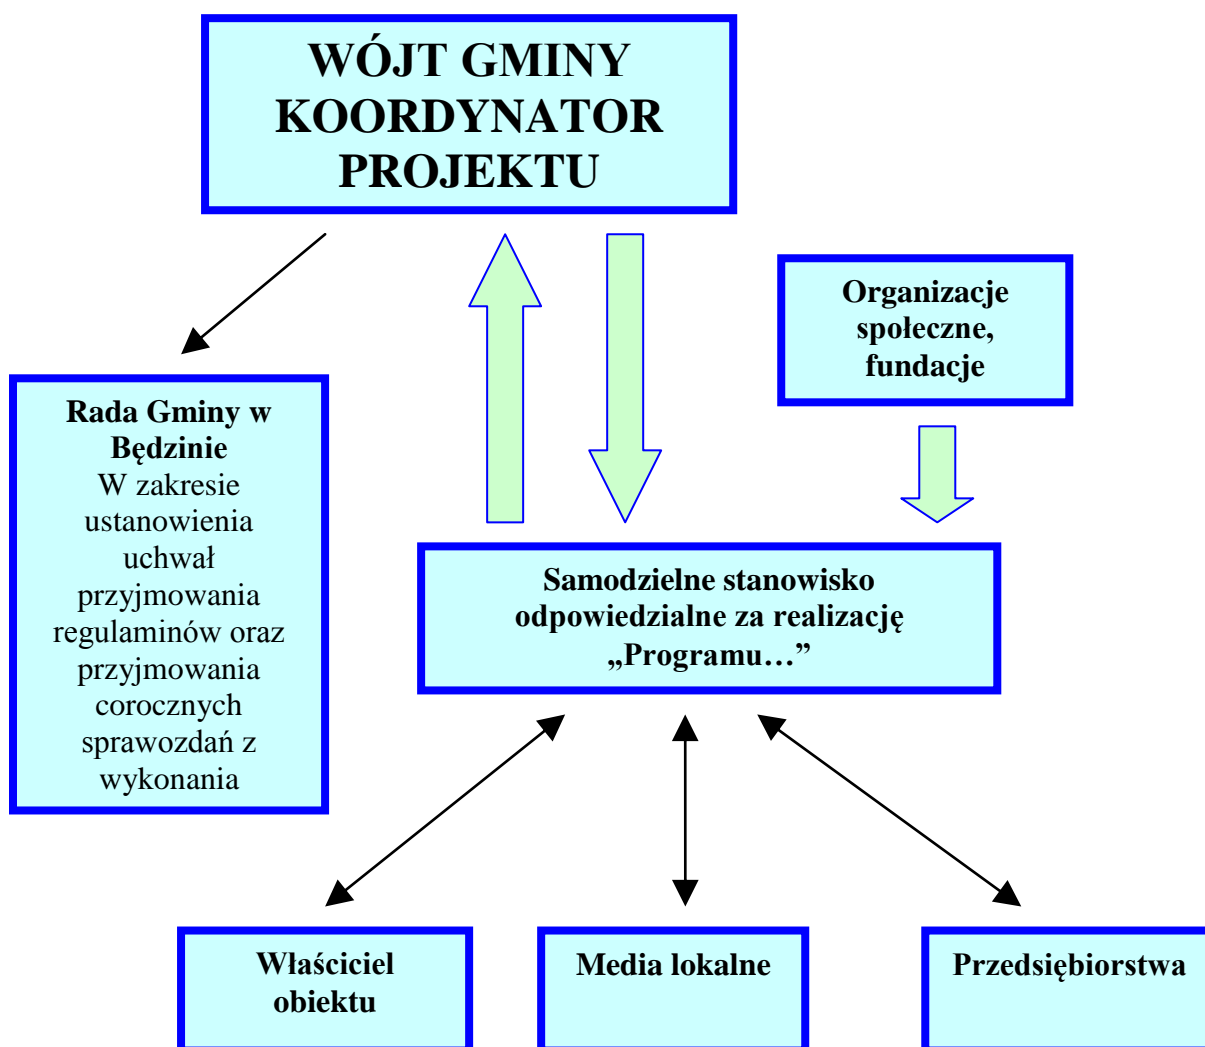 WÓJT GMINY
KOORDYNATOR
PROJEKTU
Organizacje
społeczne,
fundacje
Rada Gminy w
Będzinie
W zakresie
ustanowienia
uchwał
przyjmowania
regulaminów oraz
przyjmowania
corocznych
sprawozdań z
wykonania
Samodzielne stanowisko
odpowiedzialne za realizację
„Programu…”
Właściciel
obiektu
Media lokalne
Przedsiębiorstwa